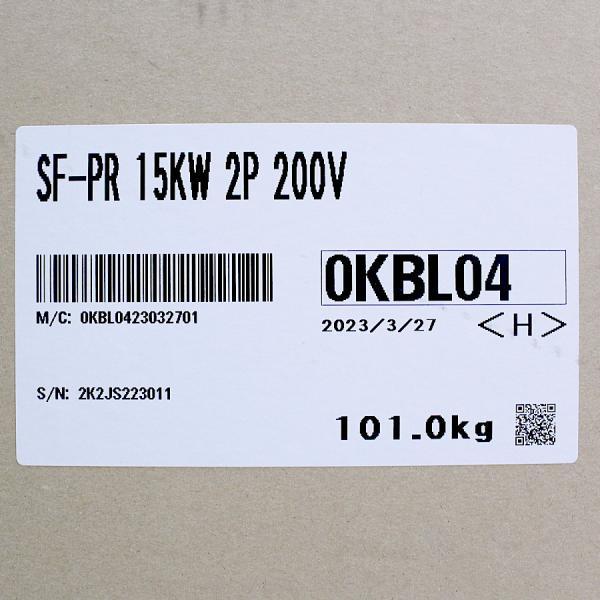 SF-PR 15KW 2P 200V
0KBL04
M/C: 0KBL0423032701
2023/3/27 <H>
S/N: 2K2JS223011
101.0kg